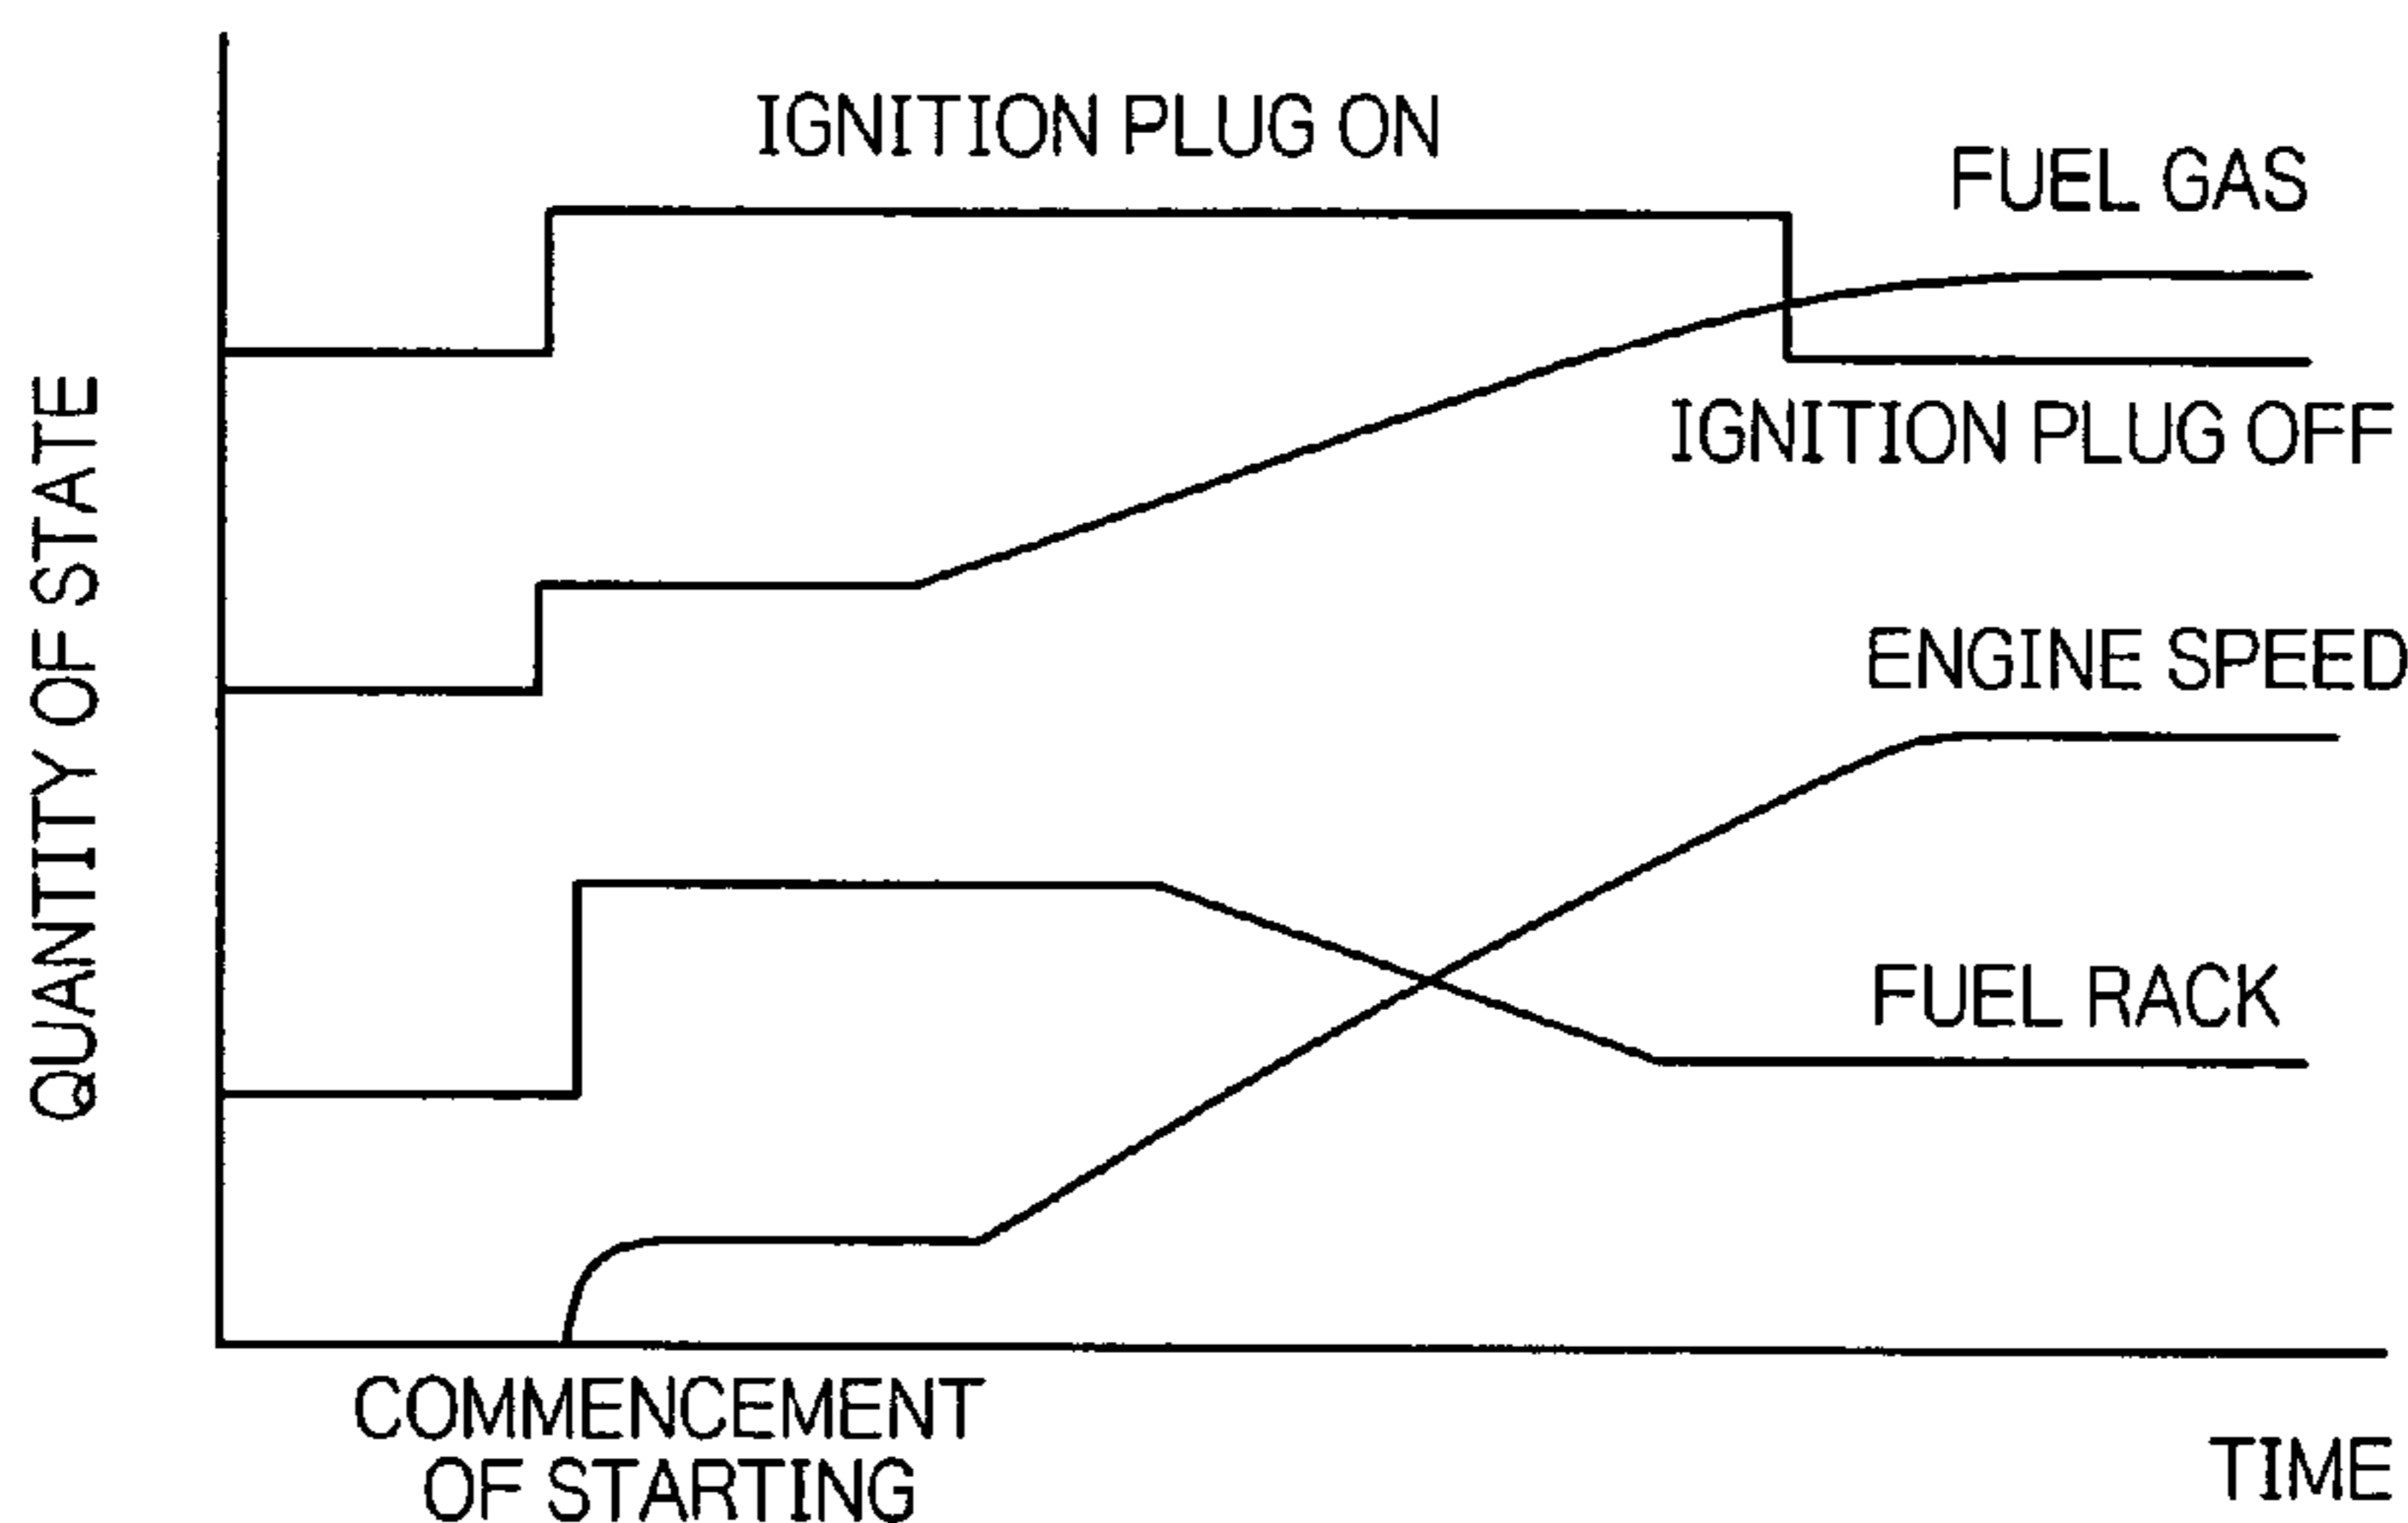 IGNITION PLUG ON
FUEL GAS
IGNITION PLUG OFF
QUANTITY OF STATE
ENGINE SPEED
FUEL RACK
COMMENCEMENT
OF STARTING
TIME